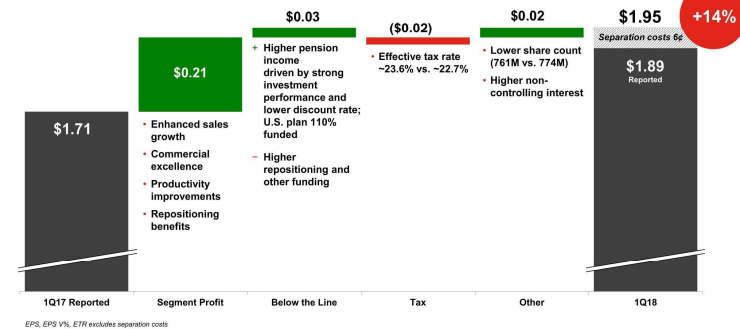 $0.03
($0.02)
$0.02
$1.95
+14%
Separation costs 6¢
$1.71
$0.21
• Enhanced sales
growth
• Commercial
excellence
• Productivity
improvements
• Repositioning
benefits
+ Higher pension
income
driven by strong
investment
performance and
lower discount rate;
U.S. plan 110%
funded
– Higher
repositioning and
other funding
• Effective tax rate
~23.6% vs. ~22.7%
• Lower share count
(761M vs. 774M)
• Higher non-
controlling interest
$1.89
Reported
1Q17 Reported
Segment Profit
Below the Line
Tax
Other
1Q18
EPS, EPS V%, ETR excludes separation costs